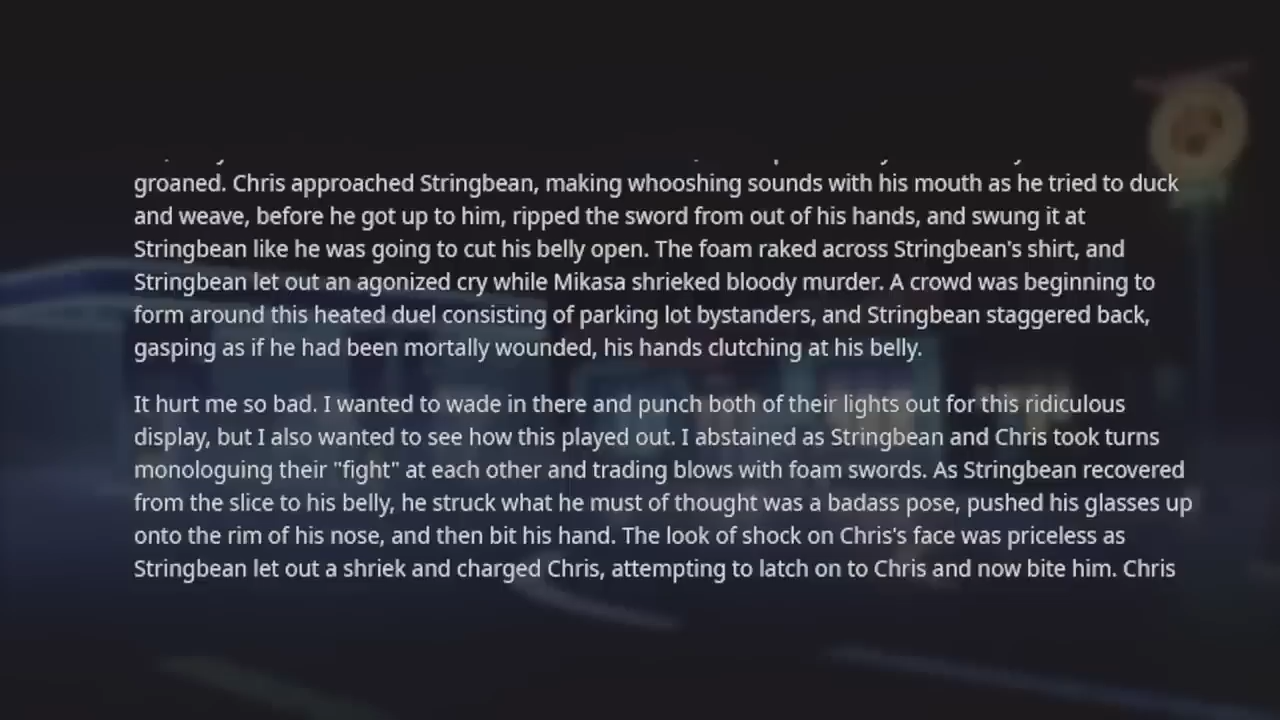 groaned. Chris approached Stringbean, making whooshing sounds with his mouth as he tried to duck
and weave, before he got up to him, ripped the sword from out of his hands, and swung it at
Stringbean like he was going to cut his belly open. The foam raked across Stringbean's shirt, and
Stringbean let out an agonized cry while Mikasa shrieked bloody murder. A crowd was beginning to
form around this heated duel consisting of parking lot bystanders, and Stringbean staggered back,
gasping as if he had been mortally wounded, his hands clutching at his belly.
It hurt me so bad. I wanted to wade in there and punch both of their lights out for this ridiculous
display, but I also wanted to see how this played out. I abstained as Stringbean and Chris took turns
monologuing their "fight" at each other and trading blows with foam swords. As Stringbean recovered
from the slice to his belly, he struck what he must of thought was a badass pose, pushed his glasses up
onto the rim of his nose, and then bit his hand. The look of shock on Chris's face was priceless as
Stringbean let out a shriek and charged Chris, attempting to latch on to Chris and now bite him. Chris